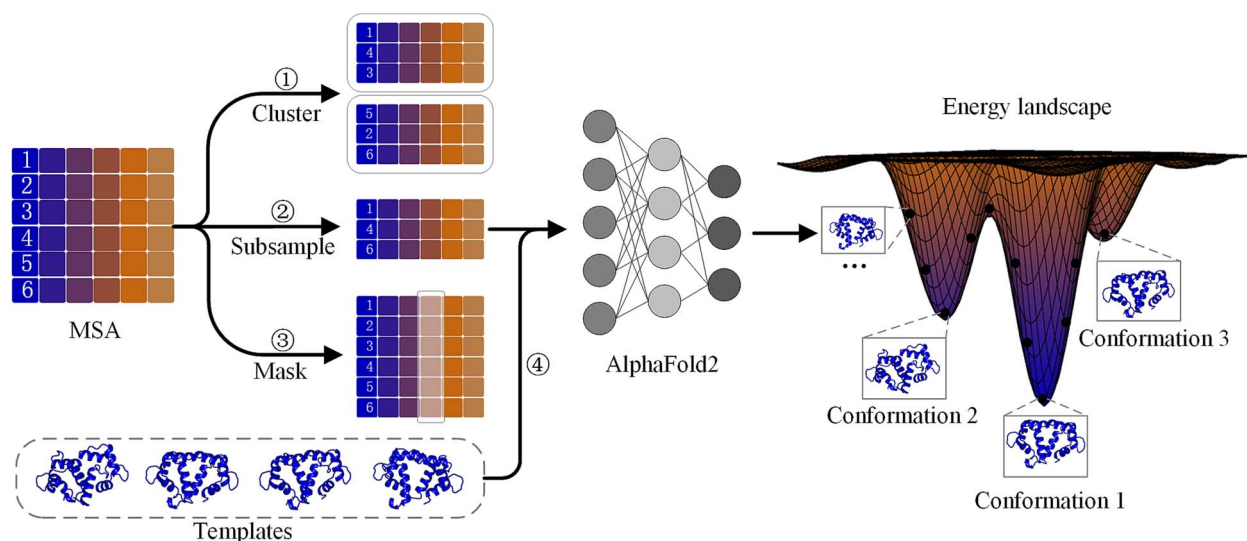 1
4
3
①
Cluster
5
2
6
Energy landscape
1
2
3
4
5
6
MSA
②
Subsample
1
4
6
③
Mask
1
2
3
4
5
6
④
AlphaFold2
...
Conformation 3
Conformation 2
Conformation 1
Templates